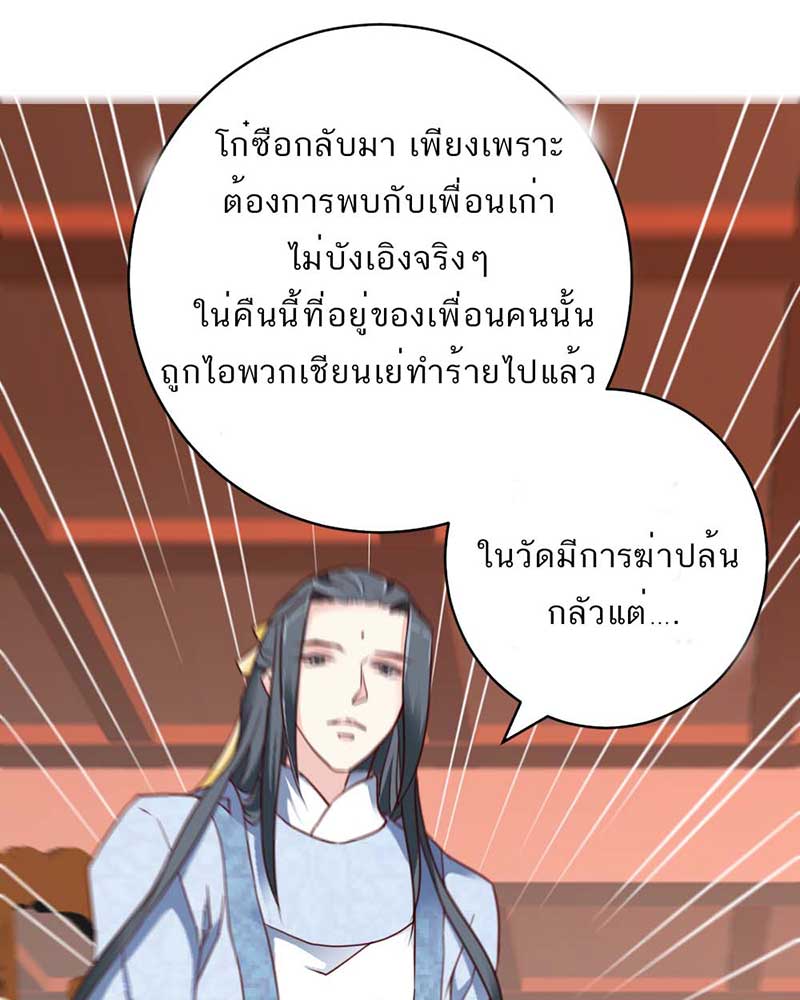 โก๋ซือกลับมา เพียงเพราะ
ต้องการพบกับเพื่อนเก่า
ไม่บังเอิงจริงๆ
ใน่คืนนี้ที่อยู่ของเพื่อนคนนั้น
ถูกไอพวกเชียนเย่ทำร้ายไปแล้ว
ในวัดมีการฆ่าปล้น
กลัวแต่....